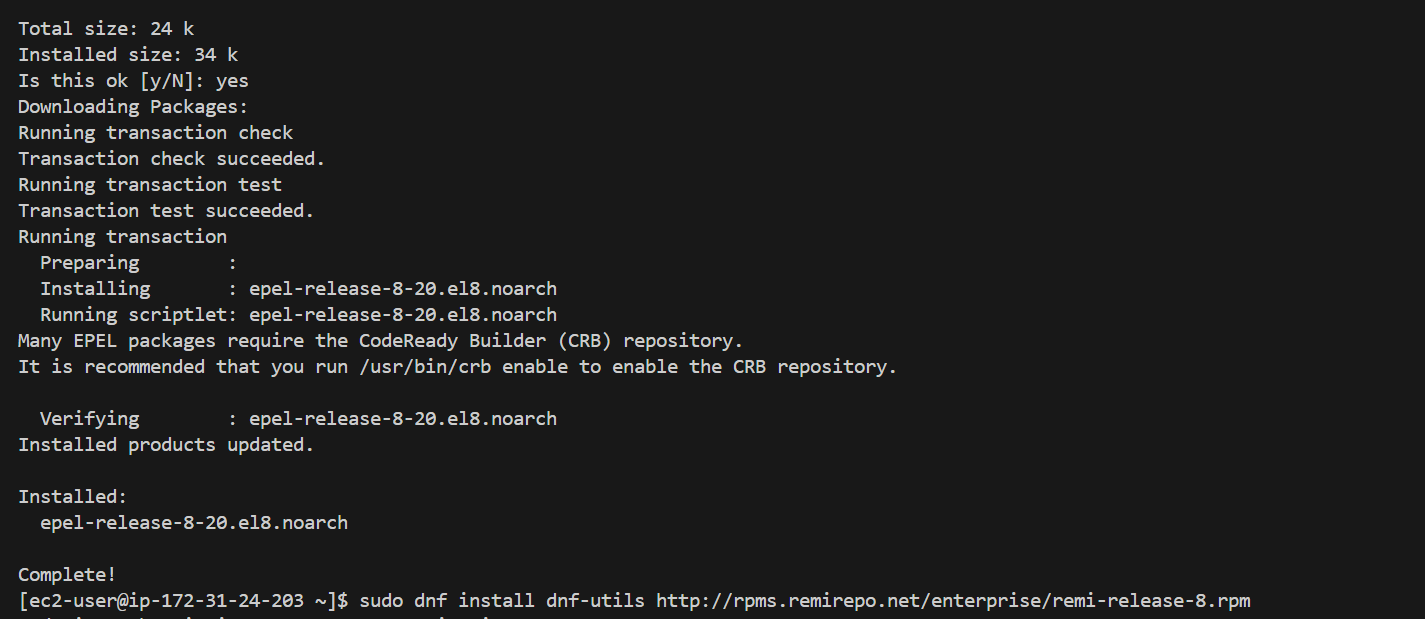 Total size: 24 k
Installed size: 34 k
Is this ok [y/N]: yes
Downloading Packages:
Running transaction check
Transaction check succeeded.
Running transaction test
Transaction test succeeded.
Running transaction
  Preparing        :
  Installing       : epel-release-8-20.el8.noarch
  Running scriptlet: epel-release-8-20.el8.noarch
Many EPEL packages require the CodeReady Builder (CRB) repository.
It is recommended that you run /usr/bin/crb enable to enable the CRB repository.

  Verifying        : epel-release-8-20.el8.noarch
Installed products updated.

Installed:
  epel-release-8-20.el8.noarch

Complete!
[ec2-user@ip-172-31-24-203 ~]$ sudo dnf install dnf-utils http://rpms.remirepo.net/enterprise/remi-release-8.rpm